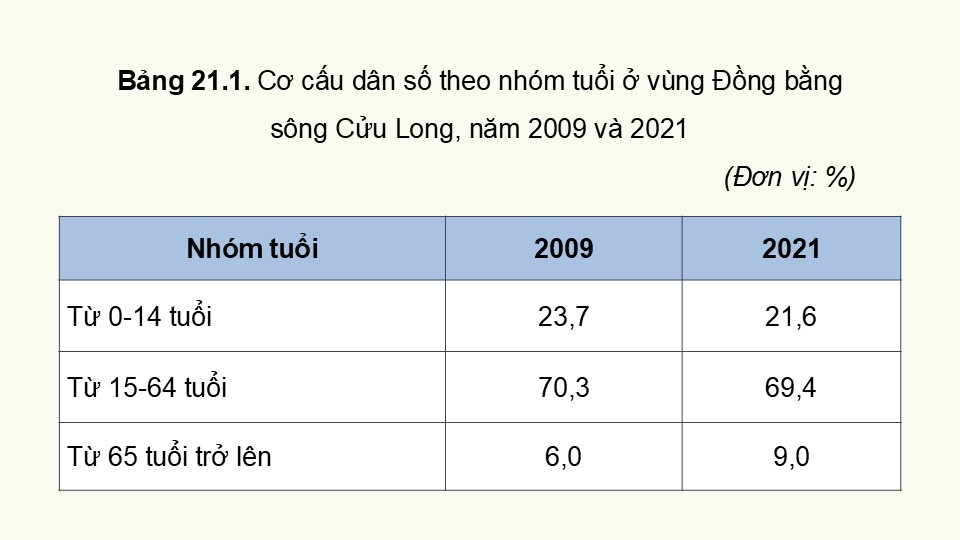 Bảng 21.1. Cơ cấu dân số theo nhóm tuổi ở vùng Đồng bằng
sông Cửu Long, năm 2009 và 2021
(Đơn vị: %)
Nhóm tuổi 2009 2021
Từ 0-14 tuổi 23,7 21,6
Từ 15-64 tuổi 70,3 69,4
Từ 65 tuổi trở lên 6,0 9,0